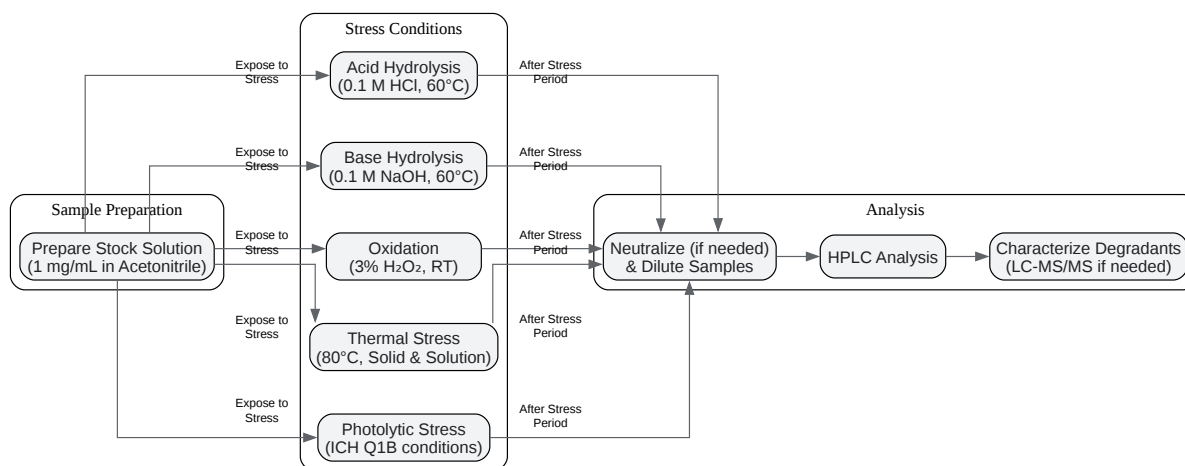 Stress Conditions
Expose to
Stress
Acid Hydrolysis
(0.1 M HCl, 60°C)
After Stress
Period
Expose to
Stress
Base Hydrolysis
(0.1 M NaOH, 60°C)
After Stress
Period
Sample Preparation
Prepare Stock Solution
(1 mg/mL in Acetonitrile)
Expose to
Stress
Oxidation
(3% H₂O₂, RT)
After Stress
Period
Analysis
Neutralize (if needed)
& Dilute Samples
HPLC Analysis
Characterize Degradants
(LC-MS/MS if needed)
Expose to
Stress
Thermal Stress
(80°C, Solid & Solution)
After Stress
Period
Expose to
Stress
Photolytic Stress
(ICH Q1B conditions)
After Stress
Period